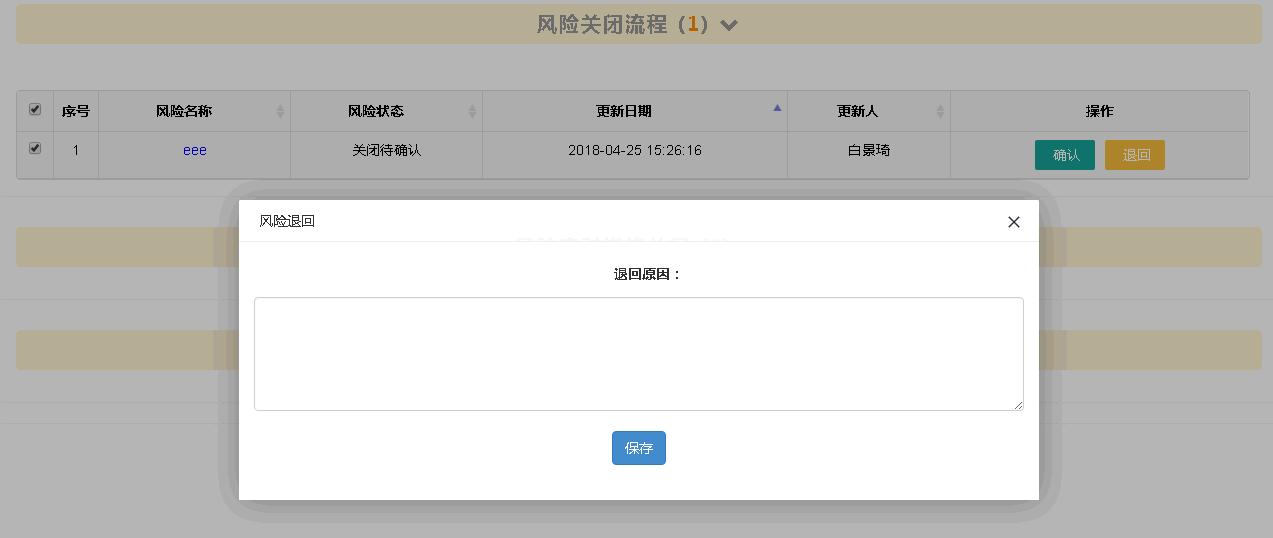 风险关闭流程（1）
序号 风险名称 风险状态 更新日期 更新人 操作
1 eee 关闭待确认 2018-04-25 15:26:16 白景琦 确认 退回
风险退回
退回原因：
保存